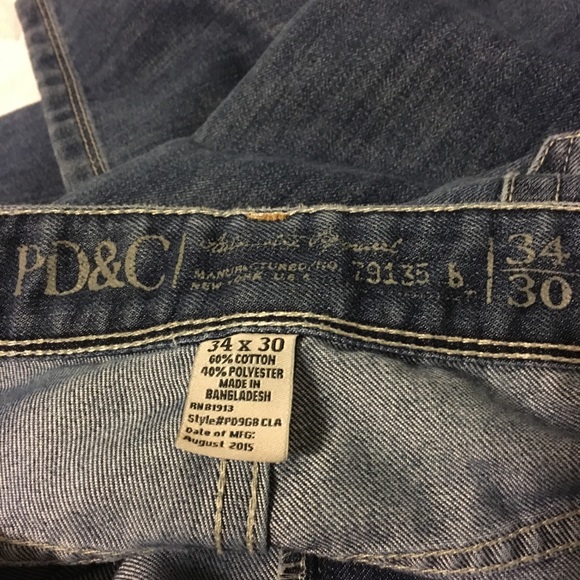 PD&C
MANUFACTURED. HQ.
NEW YORK U.S.A
79135 b
34
30
34 x 30
60% COTTON
40% POLYESTER
MADE IN
BANGLADESH
RN 81913
Style#PD9GB CLA
Date of MFG:
August 2015